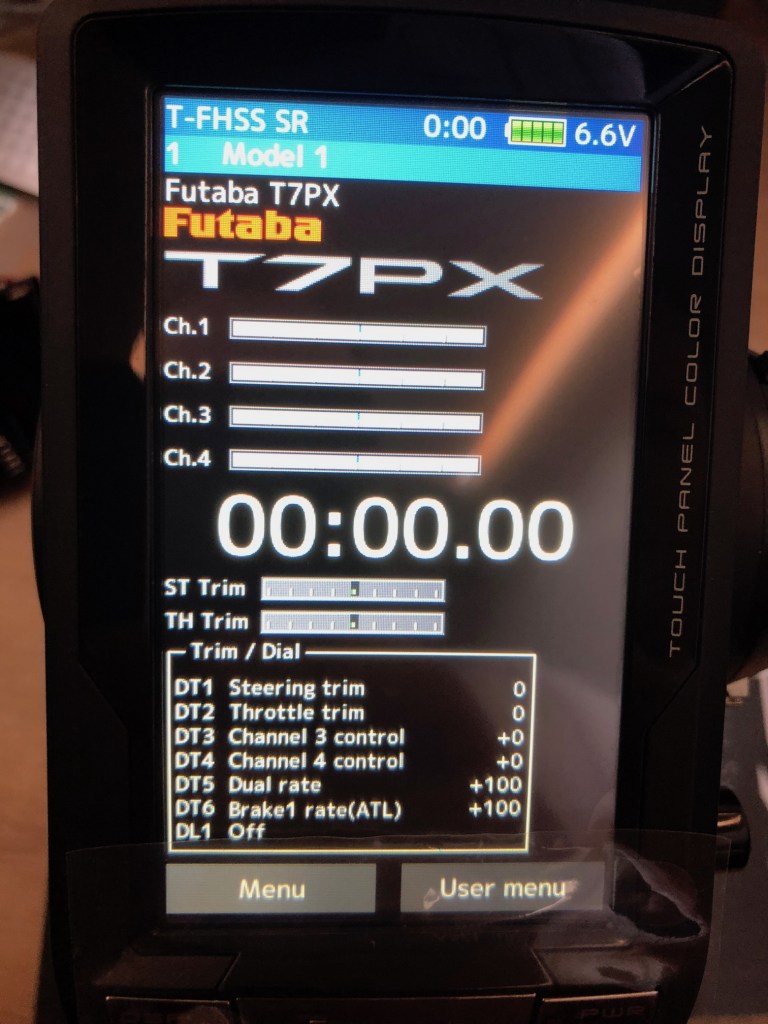 T-FHSS SR 0:00 6.6V
1 Model 1
Futaba T7PX
Futaba
T7PX
Ch.1
Ch.2
Ch.3
Ch.4
00:00.00
ST Trim
TH Trim
Trim / Dial
DT1 Steering trim 0
DT2 Throttle trim 0
DT3 Channel 3 control +0
DT4 Channel 4 control +0
DT5 Dual rate +100
DT6 Brake1 rate(ATL) +100
DL1 Off
Menu User menu
TOUCH PANEL COLOR DISPLAY
PWR